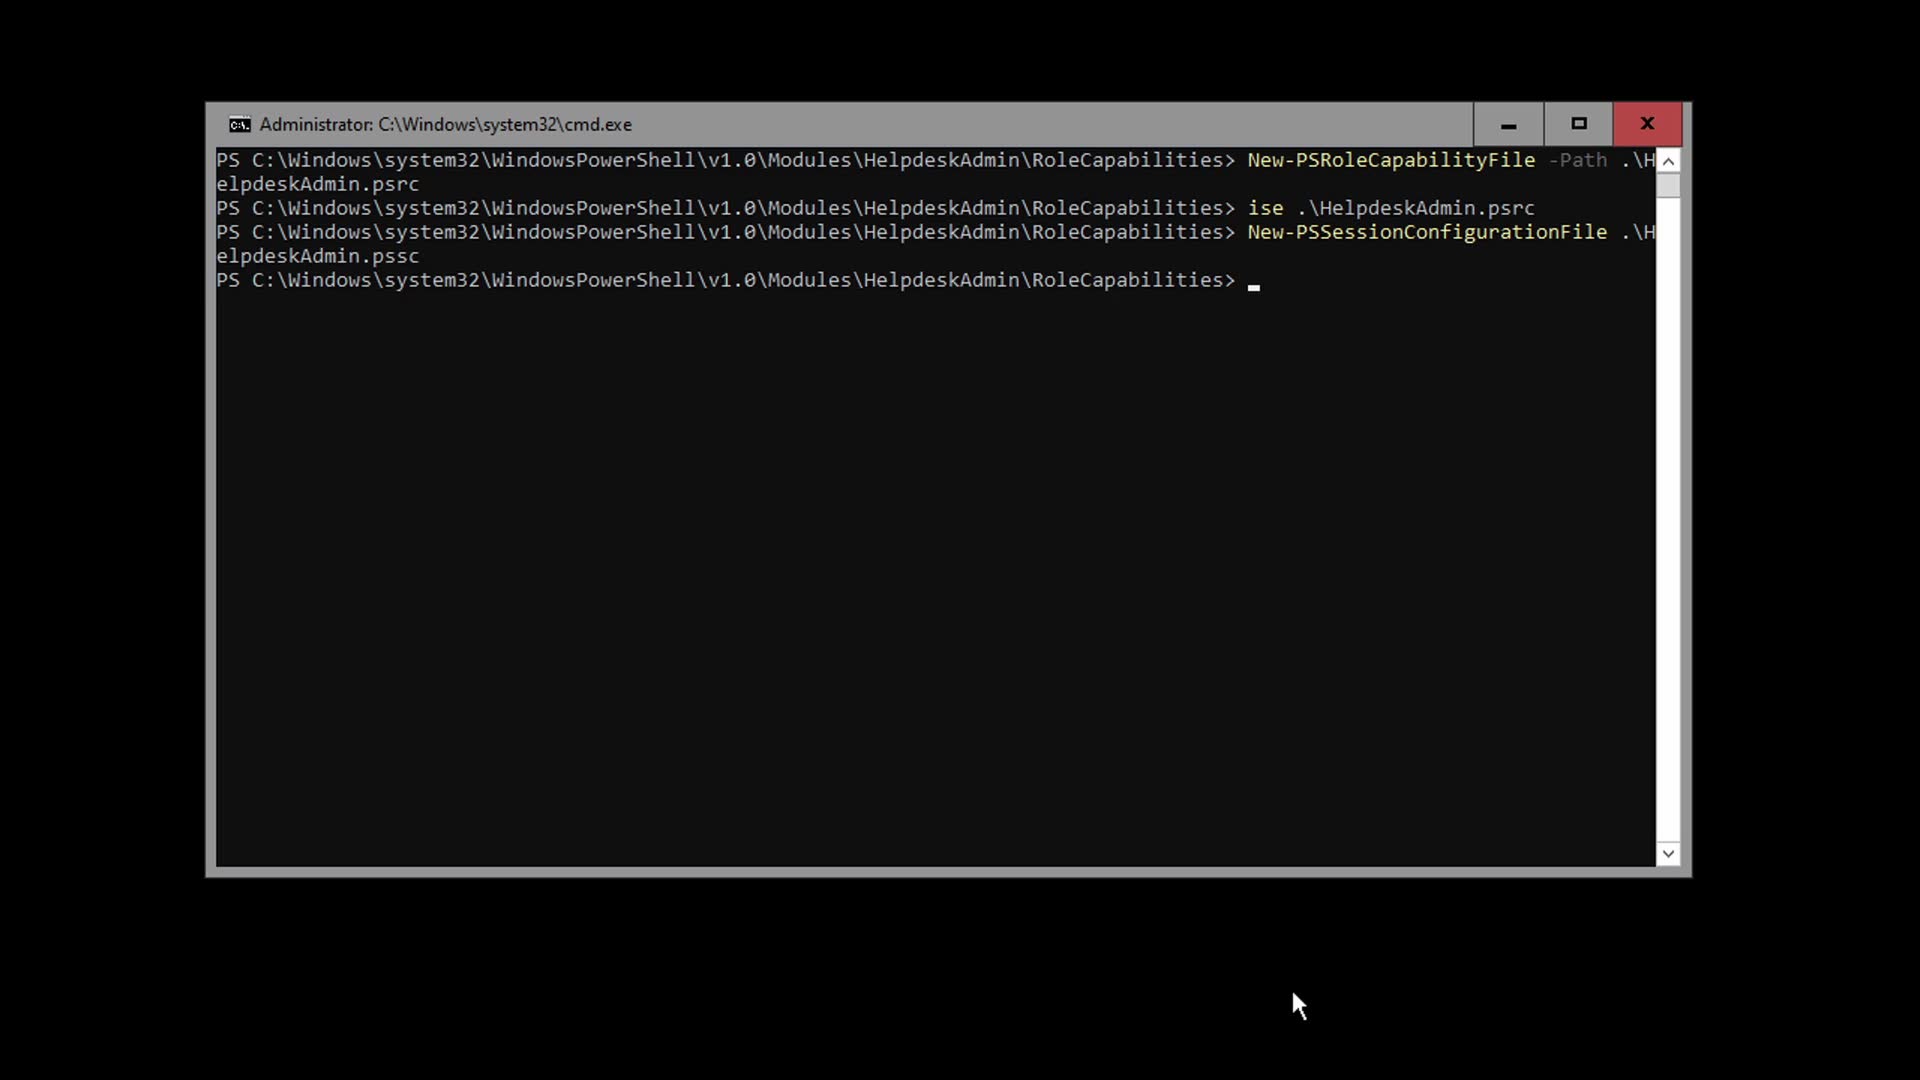 Administrator: C:\Windows\system32\cmd.exe
PS C:\Windows\system32\WindowsPowerShell\v1.0\Modules\HelpdeskAdmin\RoleCapabilities> New-PSRoleCapabilityFile -Path .\H
elpdeskAdmin.psrc
PS C:\Windows\system32\WindowsPowerShell\v1.0\Modules\HelpdeskAdmin\RoleCapabilities> ise .\HelpdeskAdmin.psrc
PS C:\Windows\system32\WindowsPowerShell\v1.0\Modules\HelpdeskAdmin\RoleCapabilities> New-PSSessionConfigurationFile .\H
elpdeskAdmin.pssc
PS C:\Windows\system32\WindowsPowerShell\v1.0\Modules\HelpdeskAdmin\RoleCapabilities>